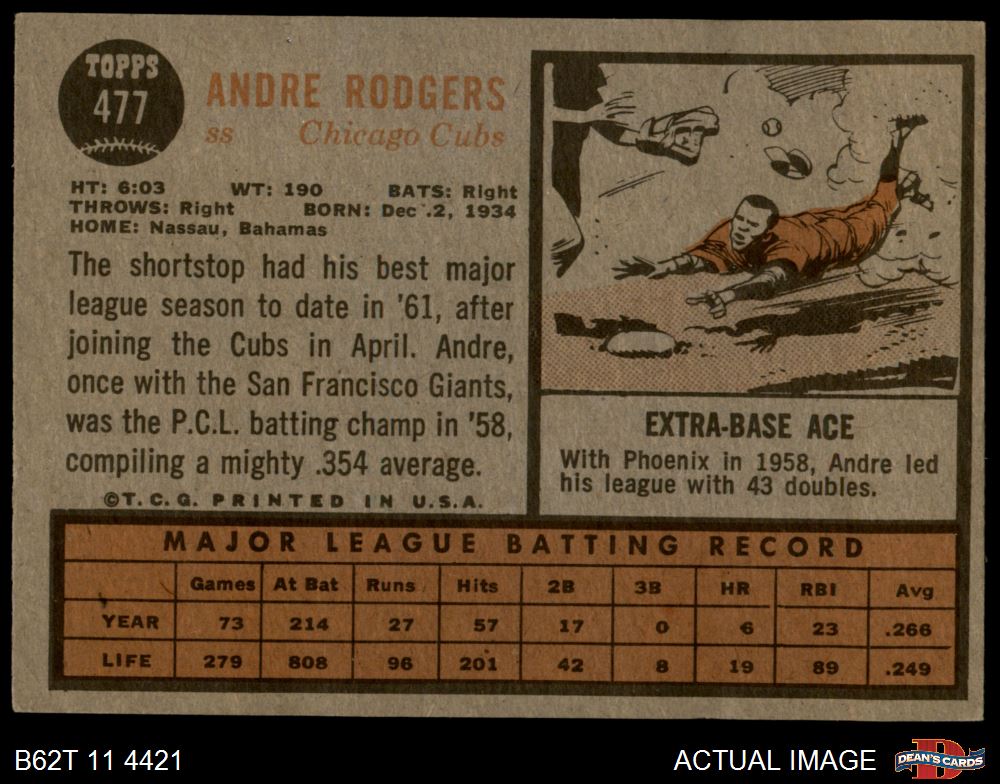 TOPPS
477
ANDRE RODGERS
ss Chicago Cubs
HT: 6:03 WT: 190 BATS: Right
THROWS: Right BORN: Dec .2, 1934
HOME: Nassau, Bahamas
The shortstop had his best major
league season to date in '61, after
joining the Cubs in April. Andre,
once with the San Francisco Giants,
was the P.C.L. batting champ in '58,
compiling a mighty .354 average.
©T. C. G. PRINTED IN U.S.A.
EXTRA-BASE ACE
With Phoenix in 1958, Andre led
his league with 43 doubles.
MAJOR LEAGUE BATTING RECORD
Games At Bat Runs Hits 2B 3B HR RBI Avg
YEAR 73 214 27 57 17 0 6 23 .266
LIFE 279 808 96 201 42 8 19 89 .249
B62T 11 4421
ACTUAL IMAGE
D
DEAN'S CARDS